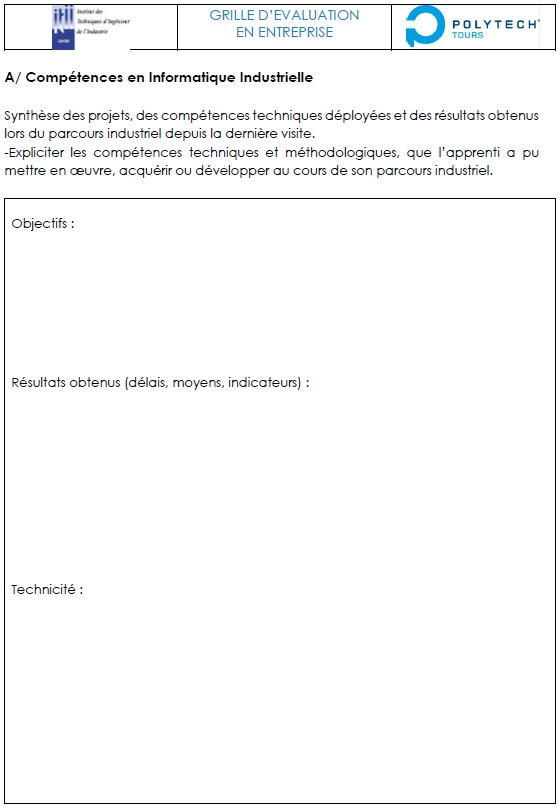 itii
Institut des
Techniques d'Ingénieur
de l'Industrie
GRILLE D'EVALUATION
EN ENTREPRISE
POLYTECH
TOURS
A/ Compétences en Informatique Industrielle
Synthèse des projets, des compétences techniques déployées et des résultats obtenus
lors du parcours industriel depuis la dernière visite.
-Expliciter les compétences techniques et méthodologiques, que l'apprenti a pu
mettre en œuvre, acquérir ou développer au cours de son parcours industriel.
Objectifs :
Résultats obtenus (délais, moyens, indicateurs) :
Technicité :